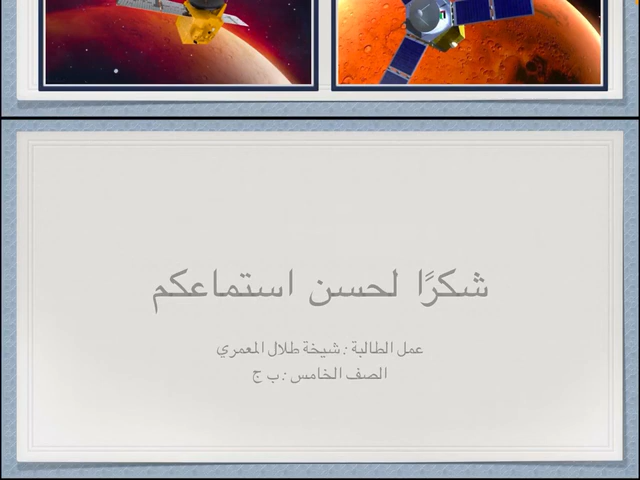 شكرًا لحسن استماعكم
عمل الطالبة : شيخة طلال المعمري
الصف الخامس : ب ج